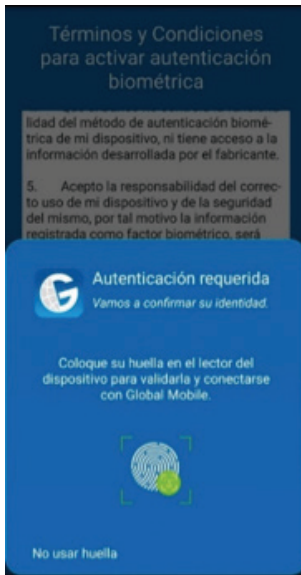 Términos y Condiciones
para activar autenticación
biométrica
lidad del método de autenticación biomé-
trica de mi dispositivo, ni tiene acceso a la
información desarrollada por el fabricante.
5. Acepto la responsabilidad del correc-
to uso de mi dispositivo y de la seguridad
del mismo, por tal motivo la información
registrada como factor biométrico, será
Autenticación requerida
Vamos a confirmar su identidad.
Coloque su huella en el lector del
dispositivo para validarla y conectarse
con Global Mobile.
No usar huella